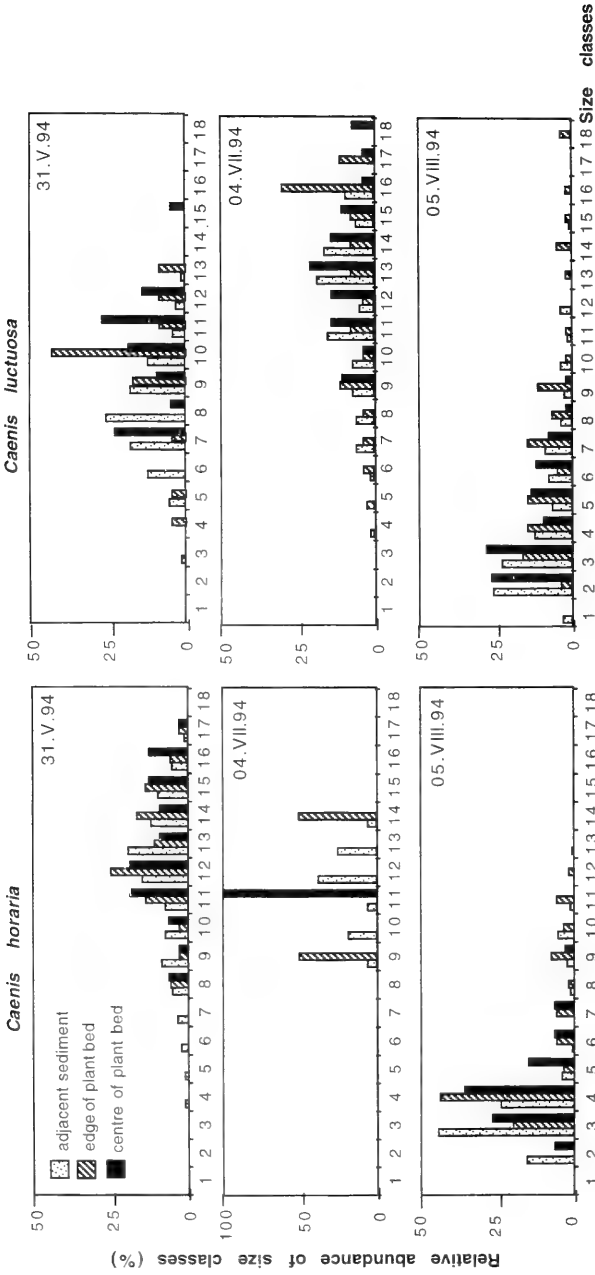 Caenis horaria
Caenis luctuosa
Relative abundance of size classes (%)
50
25
0
adjacent sediment
edge of plant bed
centre of plant bed
31.V.94
1 2 3 4 5 6 7 8 9 10 11 12 13 14 15 16 17 18
50
25
0
31.V.94
1 2 3 4 5 6 7 8 9 10 11 12 13 14 15 16 17 18
100
50
0
04.VII.94
1 2 3 4 5 6 7 8 9 10 11 12 13 14 15 16 17 18
50
25
0
04.VII.94
1 2 3 4 5 6 7 8 9 10 11 12 13 14 15 16 17 18
50
25
0
05.VIII.94
1 2 3 4 5 6 7 8 9 10 11 12 13 14 15 16 17 18
50
25
0
05.VIII.94
1 2 3 4 5 6 7 8 9 10 11 12 13 14 15 16 17 18
Size classes